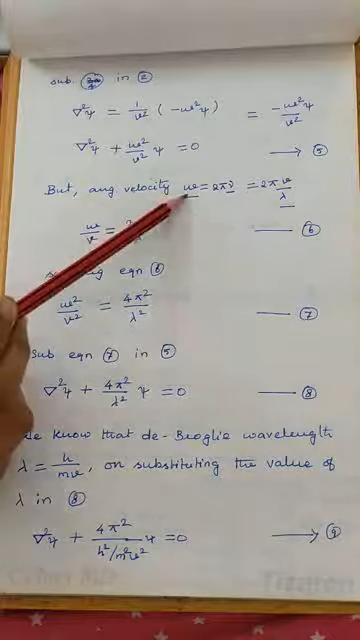 sub. in ②
∇²ψ = 1/v² (-ω²ψ) = -ω²ψ/v²
∇²ψ + ω²/v² ψ = 0 → ⑤
But, ang. velocity ω = 2πν = 2π v/λ
ω/v = — ⑥
eqn ⑥
ω²/v² = 4π²/λ² — ⑦
Sub eqn ⑦ in ⑤
∇²ψ + 4π²/λ² ψ = 0 — ⑧
know that de-Broglie wavelength
λ = h/mv, on substituting the value of
λ in ⑧
∇²ψ + 4π²/h²/m²v² ψ = 0 → ⑨